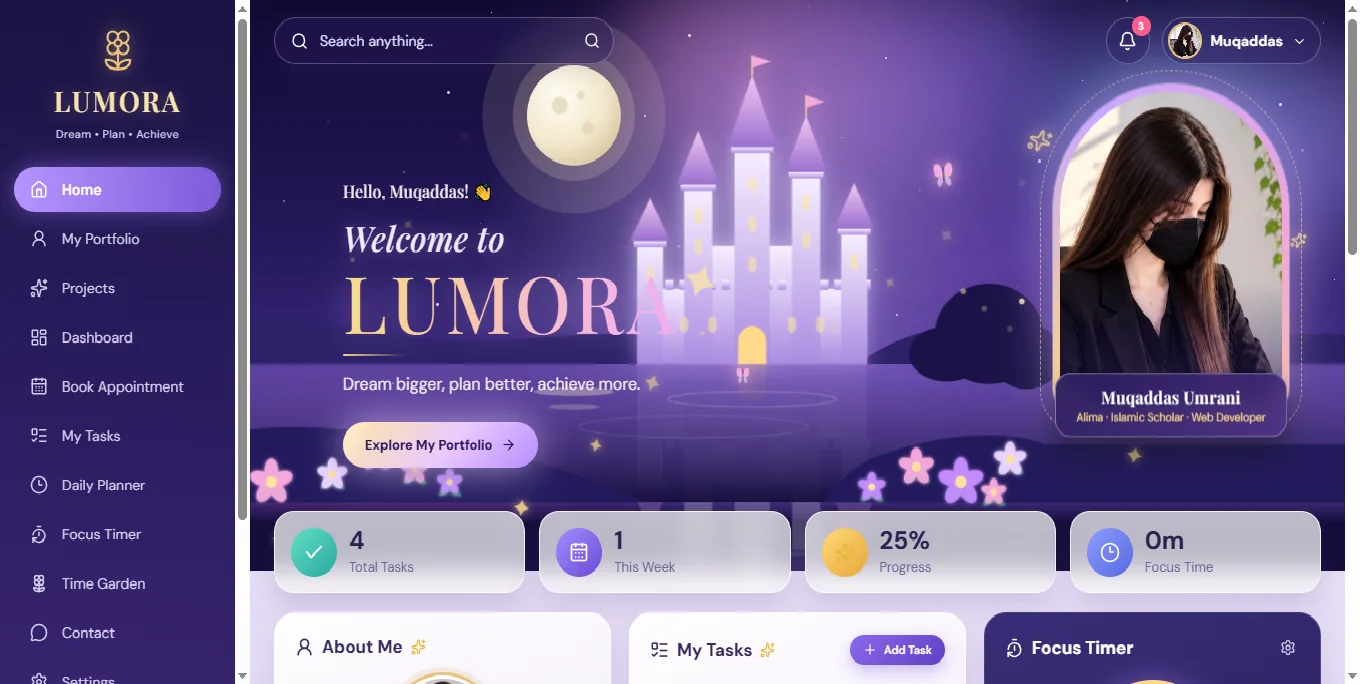 LUMORA
Dream • Plan • Achieve
Home
My Portfolio
Projects
Dashboard
Book Appointment
My Tasks
Daily Planner
Focus Timer
Time Garden
Contact
Settings
Search anything...
3
Muqaddas
Hello, Muqaddas! 👋
Welcome to
LUMORA
Dream bigger, plan better, achieve more.
Explore My Portfolio →
Muqaddas Umrani
Alima · Islamic Scholar · Web Developer
4
Total Tasks
1
This Week
25%
Progress
0m
Focus Time
About Me
My Tasks
+ Add Task
Focus Timer